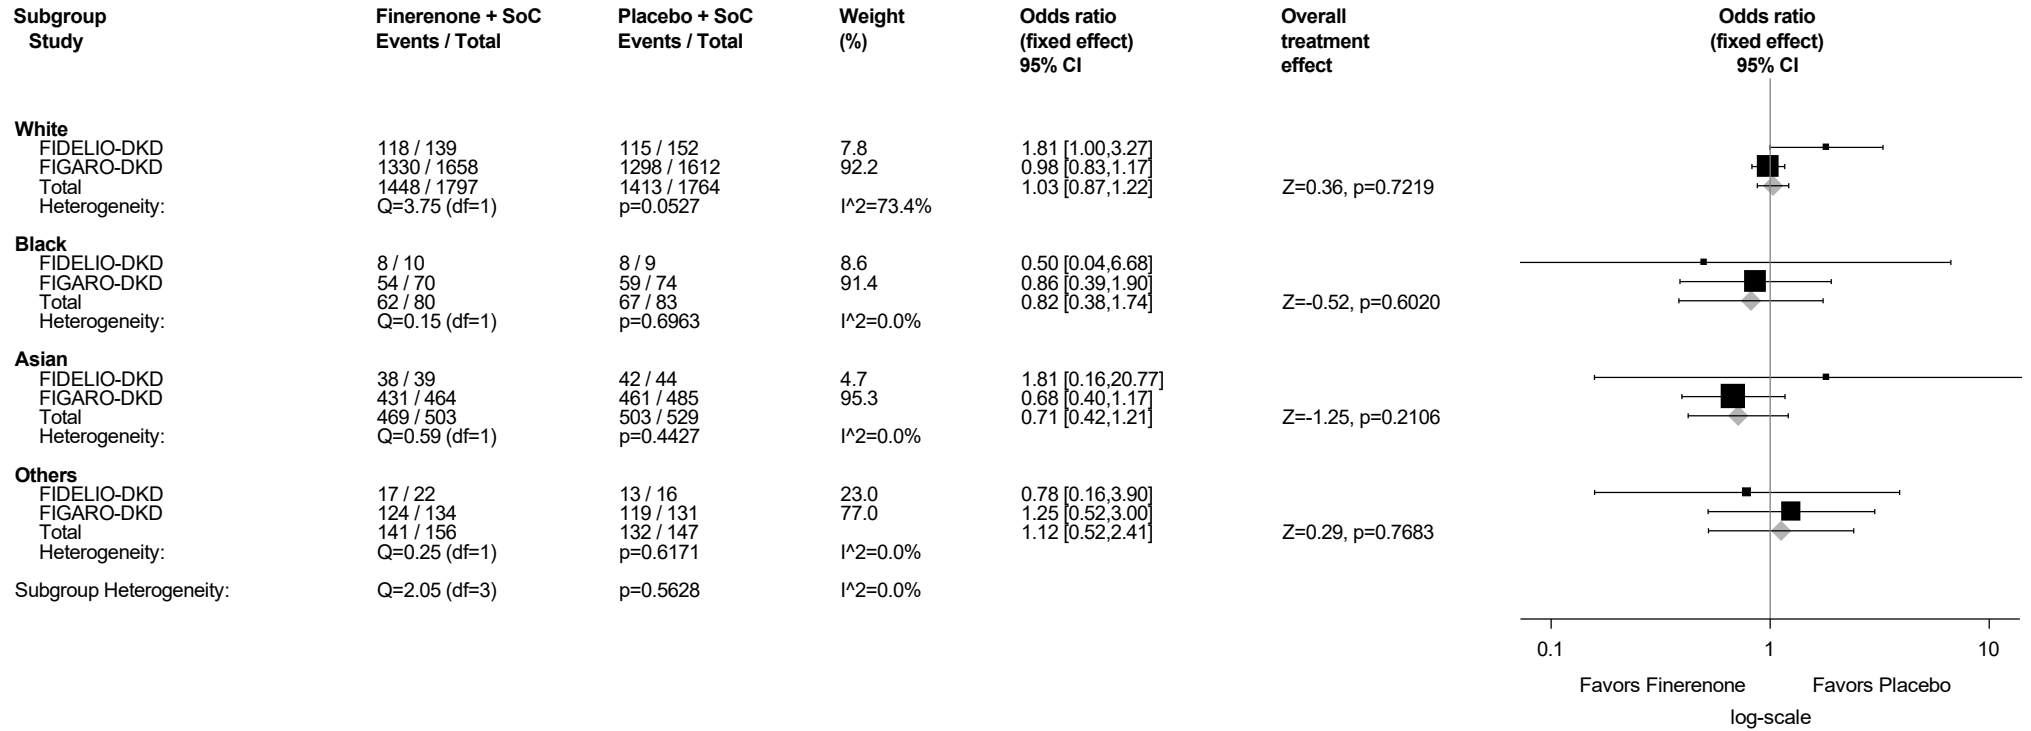 Subgroup Finerenone + SoC Placebo + SoC Weight Odds ratio Overall Odds ratio
Study Events / Total Events / Total (%) (fixed effect) treatment (fixed effect)
95% CI effect 95% CI
White
FIDELIO-DKD 118 / 139 115 / 152 7.8 1.81 [1.00,3.27]
FIGARO-DKD 1330 / 1658 1298 / 1612 92.2 0.98 [0.83,1.17]
Total 1448 / 1797 1413 / 1764 1.03 [0.87,1.22] Z=0.36, p=0.7219
Heterogeneity: Q=3.75 (df=1) p=0.0527 I^2=73.4%
Black
FIDELIO-DKD 8 / 10 8 / 9 8.6 0.50 [0.04,6.68]
FIGARO-DKD 54 / 70 59 / 74 91.4 0.86 [0.39,1.90]
Total 62 / 80 67 / 83 0.82 [0.38,1.74] Z=-0.52, p=0.6020
Heterogeneity: Q=0.15 (df=1) p=0.6963 I^2=0.0%
Asian
FIDELIO-DKD 38 / 39 42 / 44 4.7 1.81 [0.16,20.77]
FIGARO-DKD 431 / 464 461 / 485 95.3 0.68 [0.40,1.17]
Total 469 / 503 503 / 529 0.71 [0.42,1.21] Z=-1.25, p=0.2106
Heterogeneity: Q=0.59 (df=1) p=0.4427 I^2=0.0%
Others
FIDELIO-DKD 17 / 22 13 / 16 23.0 0.78 [0.16,3.90]
FIGARO-DKD 124 / 134 119 / 131 77.0 1.25 [0.52,3.00]
Total 141 / 156 132 / 147 1.12 [0.52,2.41] Z=0.29, p=0.7683
Heterogeneity: Q=0.25 (df=1) p=0.6171 I^2=0.0%
Subgroup Heterogeneity: Q=2.05 (df=3) p=0.5628 I^2=0.0%
0.1 1 10
Favors Finerenone Favors Placebo
log-scale